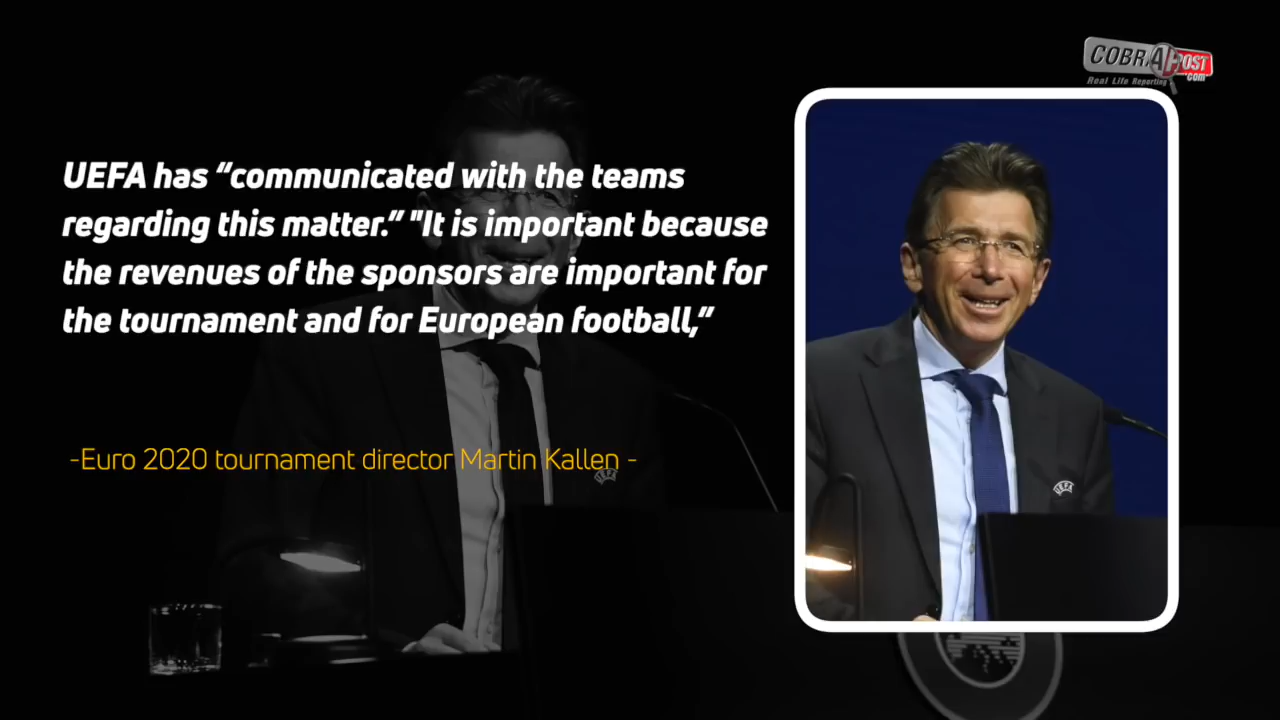 COBRAPOST
.com
Real Life Reporting
UEFA has “communicated with the teams
regarding this matter.” "It is important because
the revenues of the sponsors are important for
the tournament and for European football,”
-Euro 2020 tournament director Martin Kallen -
UEFA
UEFA